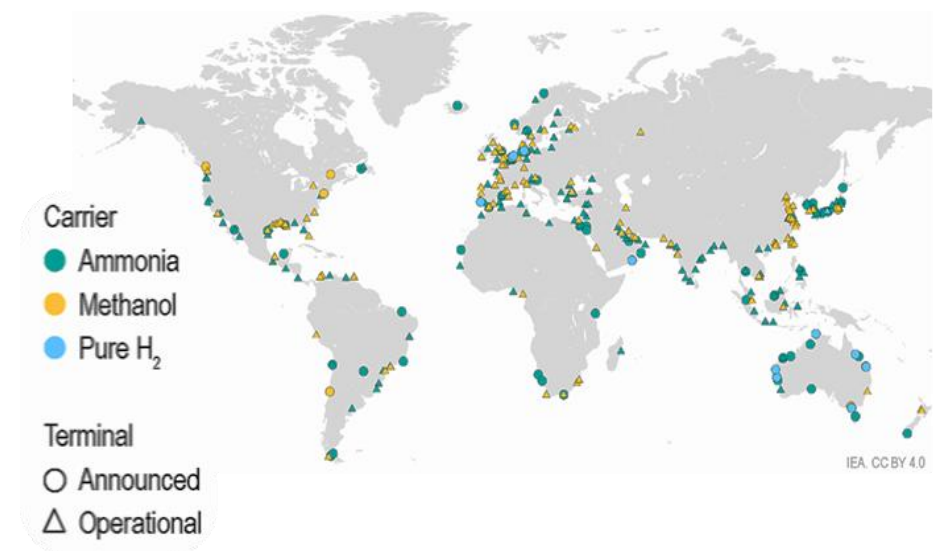 Carrier
Ammonia
Methanol
Pure H₂
Terminal
Announced
Operational
IEA. CC BY 4.0